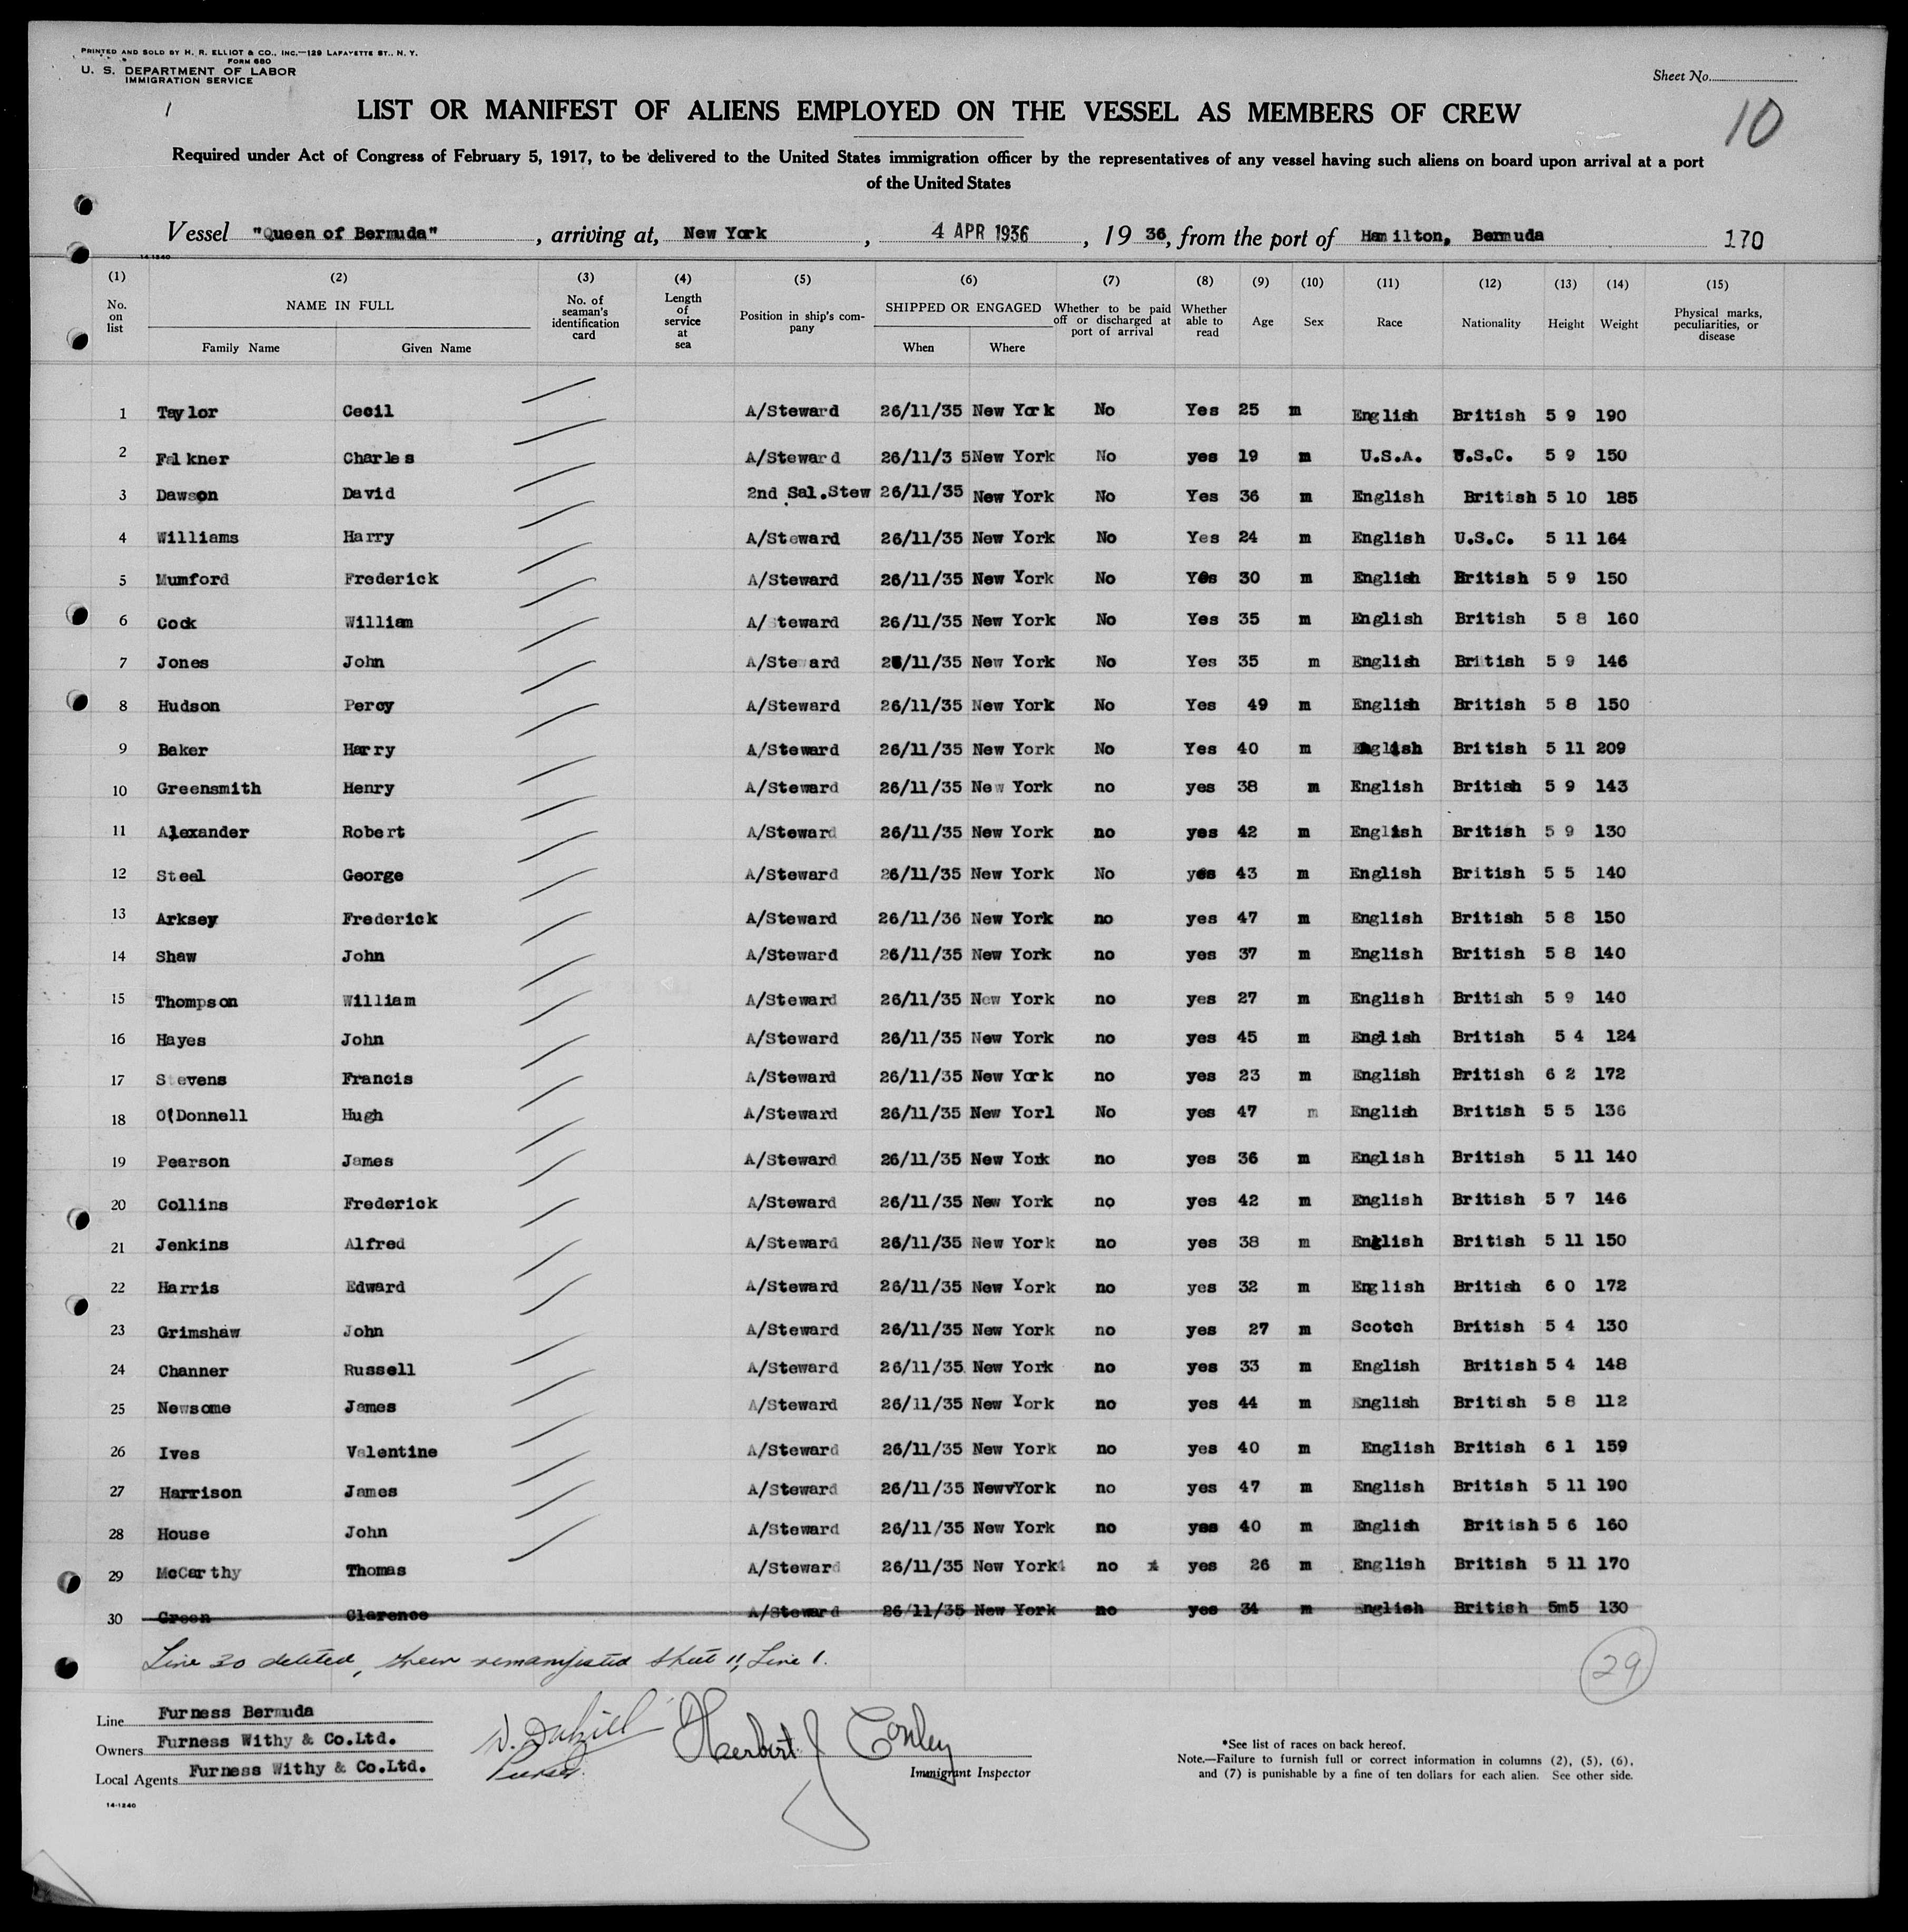 PRINTED AND SOLD BY H. R. ELLIOT & CO., INC.—129 LAFAYETTE ST., N. Y.
FORM 680
U. S. DEPARTMENT OF LABOR
IMMIGRATION SERVICE
Sheet No.
1
10
LIST OR MANIFEST OF ALIENS EMPLOYED ON THE VESSEL AS MEMBERS OF CREW
Required under Act of Congress of February 5, 1917, to be delivered to the United States immigration officer by the representatives of any vessel having such aliens on board upon arrival at a port
of the United States
Vessel "Queen of Bermuda", arriving at, New York, 4 APR 1936, 19 36, from the port of Hamilton, Bermuda 170
14-1240
(1) (2) (3) (4) (5) (6) (7) (8) (9) (10) (11) (12) (13) (14) (15)
No. on list NAME IN FULL Family Name Given Name No. of seaman's identification card Length of service at sea Position in ship's company SHIPPED OR ENGAGED When Where Whether to be paid off or discharged at port of arrival Whether able to read Age Sex Race Nationality Height Weight Physical marks, peculiarities, or disease
1 Taylor Cecil A/Steward 26/11/35 New York No Yes 25 m English British 5 9 190
2 Falkner Charles A/Steward 26/11/3 5New York No yes 19 m U.S.A. U.S.C. 5 9 150
3 Dawson David 2nd Sal.Stew 26/11/35 New York No Yes 36 m English British 5 10 185
4 Williams Harry A/Steward 26/11/35 New York No Yes 24 m English U.S.C. 5 11 164
5 Mumford Frederick A/Steward 26/11/35 New York No Yes 30 m English British 5 9 150
6 Cock William A/Steward 26/11/35 New York No Yes 35 m English British 5 8 160
7 Jones John A/Steward 26/11/35 New York No Yes 35 m English British 5 9 146
8 Hudson Percy A/Steward 26/11/35 New York No Yes 49 m English British 5 8 150
9 Baker Harry A/Steward 26/11/35 New York No Yes 40 m English British 5 11 209
10 Greensmith Henry A/Steward 26/11/35 New York no yes 38 m English British 5 9 143
11 Alexander Robert A/Steward 26/11/35 New York no yes 42 m English British 5 9 130
12 Steel George A/Steward 26/11/35 New York No yes 43 m English British 5 5 140
13 Arksey Frederick A/Steward 26/11/36 New York no yes 47 m English British 5 8 150
14 Shaw John A/Steward 26/11/35 New York no yes 37 m English British 5 8 140
15 Thompson William A/Steward 26/11/35 New York no yes 27 m English British 5 9 140
16 Hayes John A/Steward 26/11/35 New York no yes 45 m English British 5 4 124
17 Stevens Francis A/Steward 26/11/35 New York no yes 23 m English British 6 2 172
18 O'Donnell Hugh A/Steward 26/11/35 New Yorl No yes 47 m English British 5 5 136
19 Pearson James A/Steward 26/11/35 New York no yes 36 m English British 5 11 140
20 Collins Frederick A/Steward 26/11/35 New York no yes 42 m English British 5 7 146
21 Jenkins Alfred A/Steward 26/11/35 New York no yes 38 m English British 5 11 150
22 Harris Edward A/Steward 26/11/35 New York no yes 32 m English British 6 0 172
23 Grimshaw John A/Steward 26/11/35 New York no yes 27 m Scotch British 5 4 130
24 Channer Russell A/Steward 26/11/35 New York no yes 33 m English British 5 4 148
25 Newsome James A/Steward 26/11/35 New York no yes 44 m English British 5 8 112
26 Ives Valentine A/Steward 26/11/35 New York no yes 40 m English British 6 1 159
27 Harrison James A/Steward 26/11/35 NewvYork no yes 47 m English British 5 11 190
28 House John A/Steward 26/11/35 New York no yes 40 m English British 5 6 160
29 McCarthy Thomas A/Steward 26/11/35 New York no x yes 26 m English British 5 11 170
30 Green Clarence A/Steward 26/11/35 New York no yes 34 m English British 5m5 130
Line 30 deleted, remanifested Sheet 11, Line 1.
29
Line Furness Bermuda
Owners Furness Withy & Co.Ltd.
Local Agents Furness Withy & Co.Ltd.
Purser
Herbert J Conley
Immigrant Inspector
*See list of races on back hereof.
Note.—Failure to furnish full or correct information in columns (2), (5), (6),
and (7) is punishable by a fine of ten dollars for each alien. See other side.
14-1240